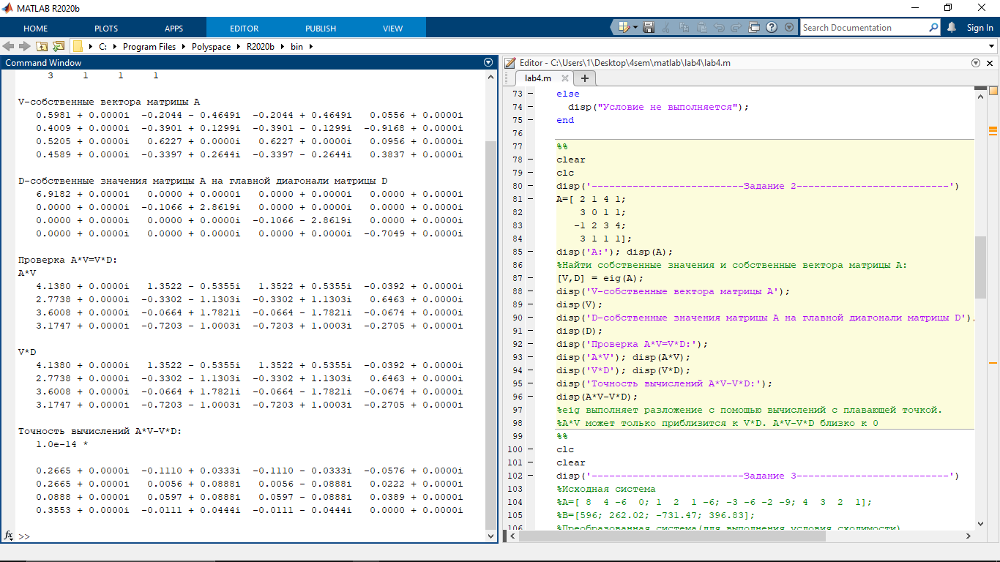 MATLAB R2020b
HOME PLOTS APPS EDITOR PUBLISH VIEW Search Documentation Sign In
C: Program Files Polyspace R2020b bin
Command Window
3 1 1 1
V-собственные вектора матрицы A
0.5981 + 0.0000i -0.2044 - 0.4649i -0.2044 + 0.4649i 0.0556 + 0.0000i
0.4009 + 0.0000i -0.3901 + 0.1299i -0.3901 - 0.1299i -0.9168 + 0.0000i
0.5205 + 0.0000i 0.6227 + 0.0000i 0.6227 + 0.0000i 0.0956 + 0.0000i
0.4589 + 0.0000i -0.3397 + 0.2644i -0.3397 - 0.2644i 0.3837 + 0.0000i
D-собственные значения матрицы A на главной диагонали матрицы D
6.9182 + 0.0000i 0.0000 + 0.0000i 0.0000 + 0.0000i 0.0000 + 0.0000i
0.0000 + 0.0000i -0.1066 + 2.8619i 0.0000 + 0.0000i 0.0000 + 0.0000i
0.0000 + 0.0000i 0.0000 + 0.0000i -0.1066 - 2.8619i 0.0000 + 0.0000i
0.0000 + 0.0000i 0.0000 + 0.0000i 0.0000 + 0.0000i -0.7049 + 0.0000i
Проверка A*V=V*D:
A*V
4.1380 + 0.0000i 1.3522 - 0.5355i 1.3522 + 0.5355i -0.0392 + 0.0000i
2.7738 + 0.0000i -0.3302 - 1.1303i -0.3302 + 1.1303i 0.6463 + 0.0000i
3.6008 + 0.0000i -0.0664 + 1.7821i -0.0664 - 1.7821i -0.0674 + 0.0000i
3.1747 + 0.0000i -0.7203 - 1.0003i -0.7203 + 1.0003i -0.2705 + 0.0000i
V*D
4.1380 + 0.0000i 1.3522 - 0.5355i 1.3522 + 0.5355i -0.0392 + 0.0000i
2.7738 + 0.0000i -0.3302 - 1.1303i -0.3302 + 1.1303i 0.6463 + 0.0000i
3.6008 + 0.0000i -0.0664 + 1.7821i -0.0664 - 1.7821i -0.0674 + 0.0000i
3.1747 + 0.0000i -0.7203 - 1.0003i -0.7203 + 1.0003i -0.2705 + 0.0000i
Точность вычислений A*V-V*D:
1.0e-14 *
0.2665 + 0.0000i -0.1110 + 0.0333i -0.1110 - 0.0333i -0.0576 + 0.0000i
0.2665 + 0.0000i 0.0056 + 0.0888i 0.0056 - 0.0888i 0.0222 + 0.0000i
0.0888 + 0.0000i 0.0597 + 0.0888i 0.0597 - 0.0888i 0.0389 + 0.0000i
0.3553 + 0.0000i -0.0111 + 0.0444i -0.0111 - 0.0444i 0.0000 + 0.0000i
fx >>
Editor - C:\Users\1\Desktop\4sem\matlab\lab4\lab4.m
lab4.m
73 - else
74 - disp("Условие не выполняется");
75 - end
76
77 %%
78 - clear
79 - clc
80 - disp('--------------------------Задание 2--------------------------')
81 - A=[ 2 1 4 1;
82 3 0 1 1;
83 -1 2 3 4;
84 3 1 1 1];
85 - disp('A:'); disp(A);
86 %Найти собственные значения и собственные вектора матрицы A:
87 - [V,D] = eig(A);
88 - disp('V-собственные вектора матрицы A');
89 - disp(V);
90 - disp('D-собственные значения матрицы A на главной диагонали матрицы D');
91 - disp(D);
92 - disp('Проверка A*V=V*D:');
93 - disp('A*V'); disp(A*V);
94 - disp('V*D'); disp(V*D);
95 - disp('Точность вычислений A*V-V*D:');
96 - disp(A*V-V*D);
97 %eig выполняет разложение с помощью вычислений с плавающей точкой.
98 %A*V может только приблизится к V*D. A*V-V*D близко к 0
99 %%
100 - clc
101 - clear
102 - disp('--------------------------Задание 3--------------------------')
103 %Исходная система
104 %A=[ 8 4 -6 0; 1 2 1 -6; -3 -6 -2 -9; 4 3 2 1];
105 %B=[596; 262.02; -731.47; 396.83];
106 %Преобразованная система(для выполнения условия сходимости)